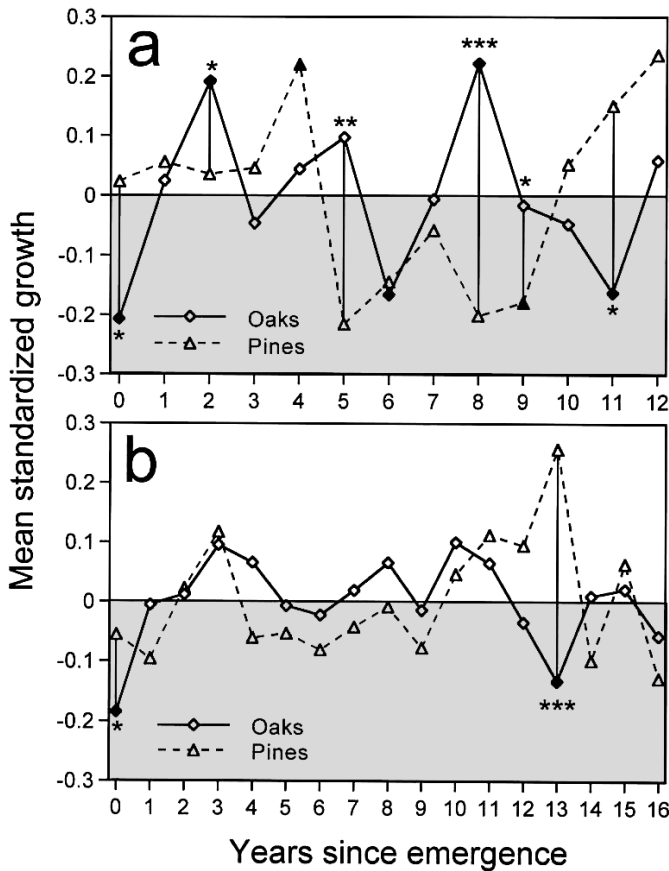 Mean standardized growth
a
0.3
0.2
0.1
0
-0.1
-0.2
-0.3
*
*
**
***
*
*
Oaks
Pines
0 1 2 3 4 5 6 7 8 9 10 11 12
b
0.3
0.2
0.1
0
-0.1
-0.2
-0.3
*
***
Oaks
Pines
0 1 2 3 4 5 6 7 8 9 10 11 12 13 14 15 16
Years since emergence